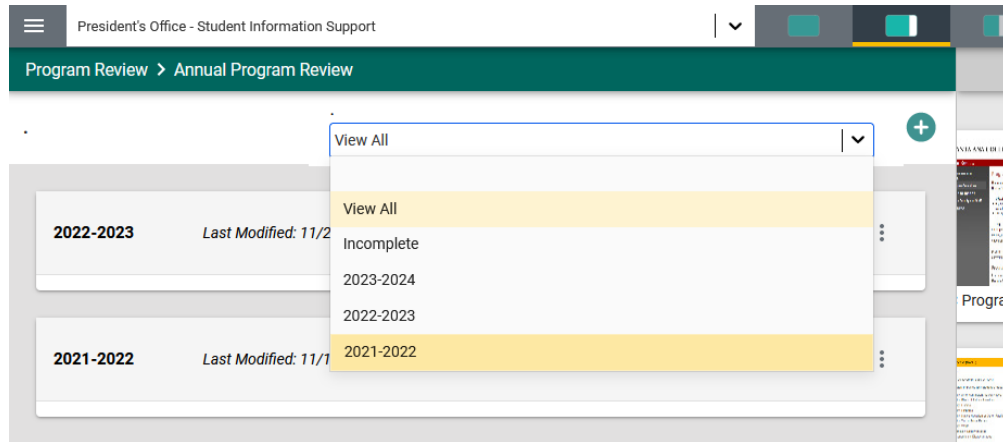 President's Office - Student Information Support
Program Review > Annual Program Review
View All
View All
Incomplete
2023-2024
2022-2023
2021-2022
2022-2023 Last Modified: 11/2
2021-2022 Last Modified: 11/1
Progra